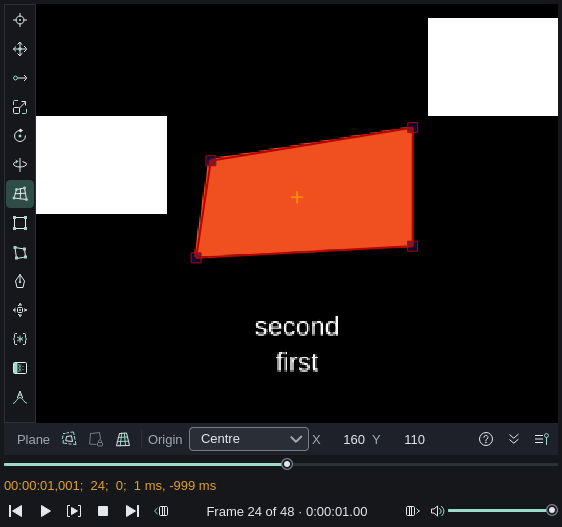 second
first
Plane Origin Centre X 160 Y 110
00:00:01,001; 24; 0; 1 ms, -999 ms
Frame 24 of 48 · 0:00:01.00